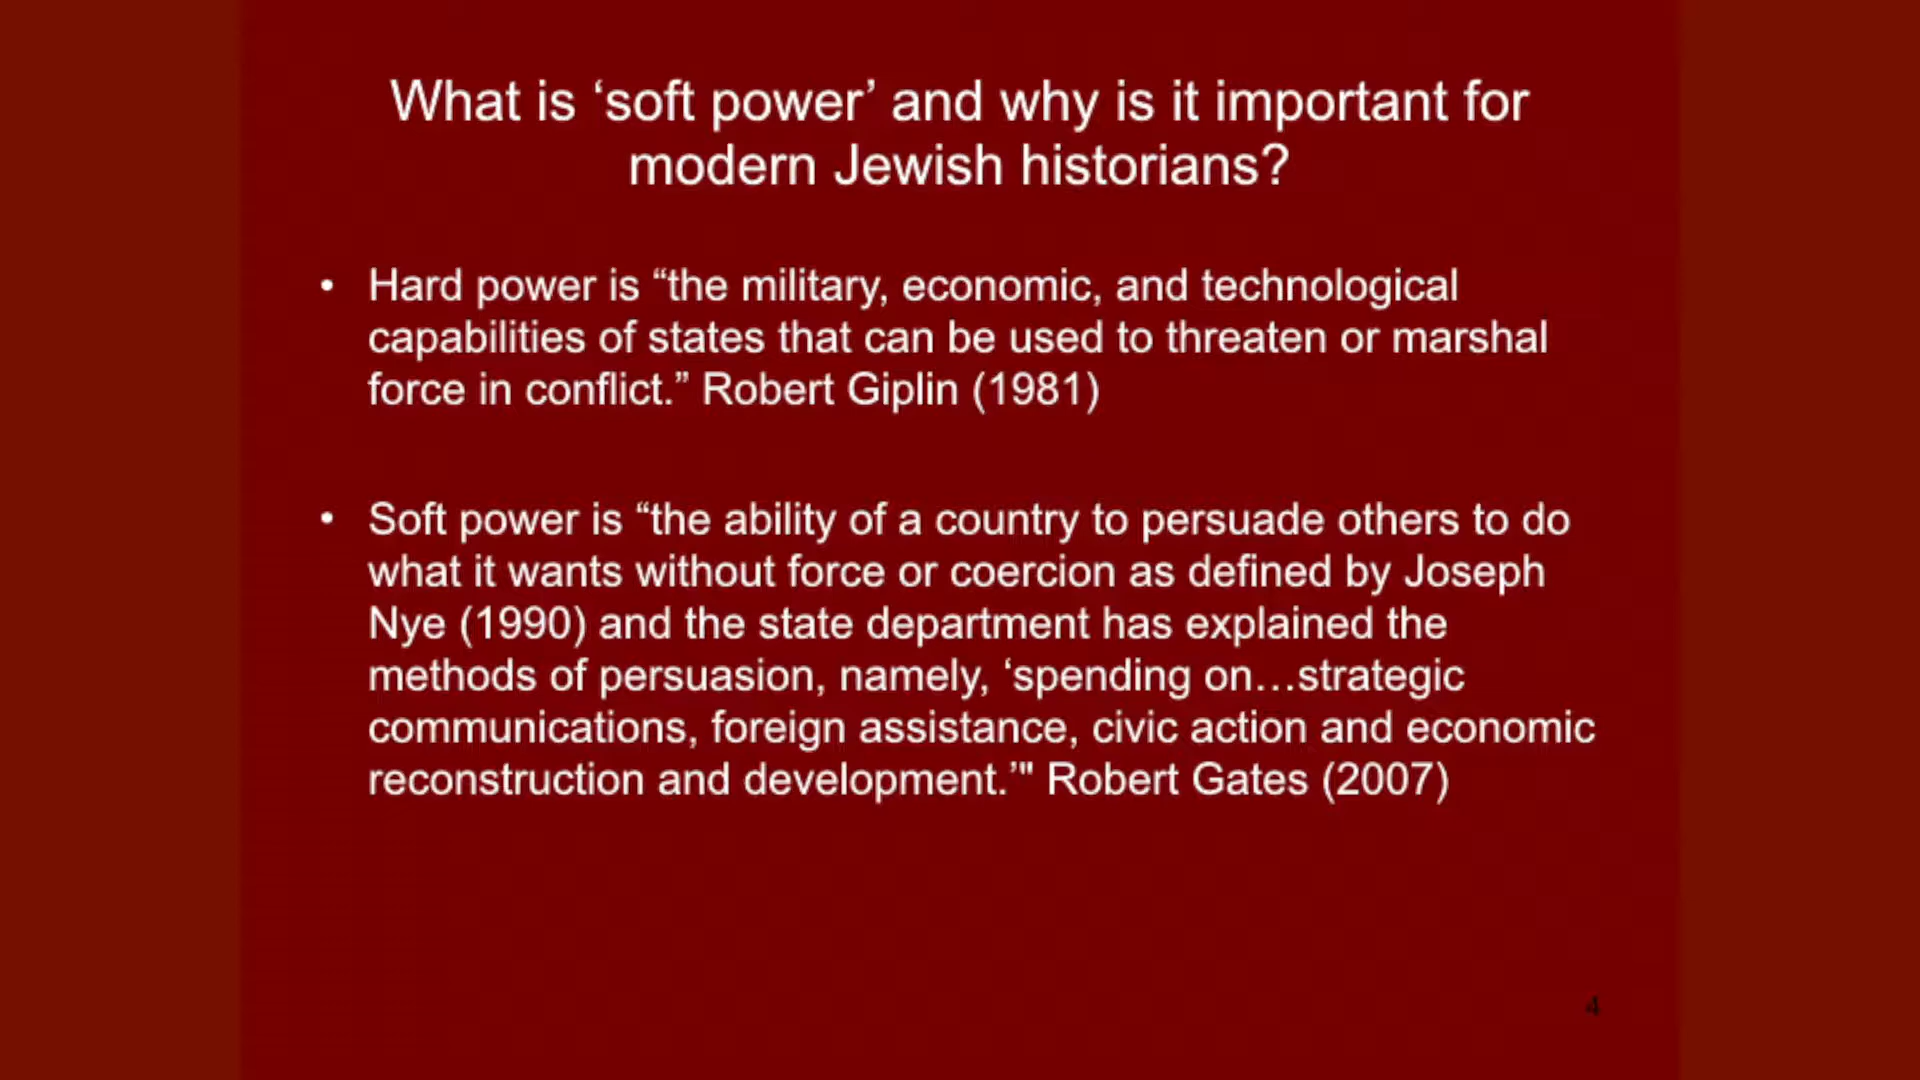 What is ‘soft power’ and why is it important for
modern Jewish historians?
• Hard power is “the military, economic, and technological
capabilities of states that can be used to threaten or marshal
force in conflict.” Robert Giplin (1981)
• Soft power is “the ability of a country to persuade others to do
what it wants without force or coercion as defined by Joseph
Nye (1990) and the state department has explained the
methods of persuasion, namely, ‘spending on…strategic
communications, foreign assistance, civic action and economic
reconstruction and development.’" Robert Gates (2007)
4